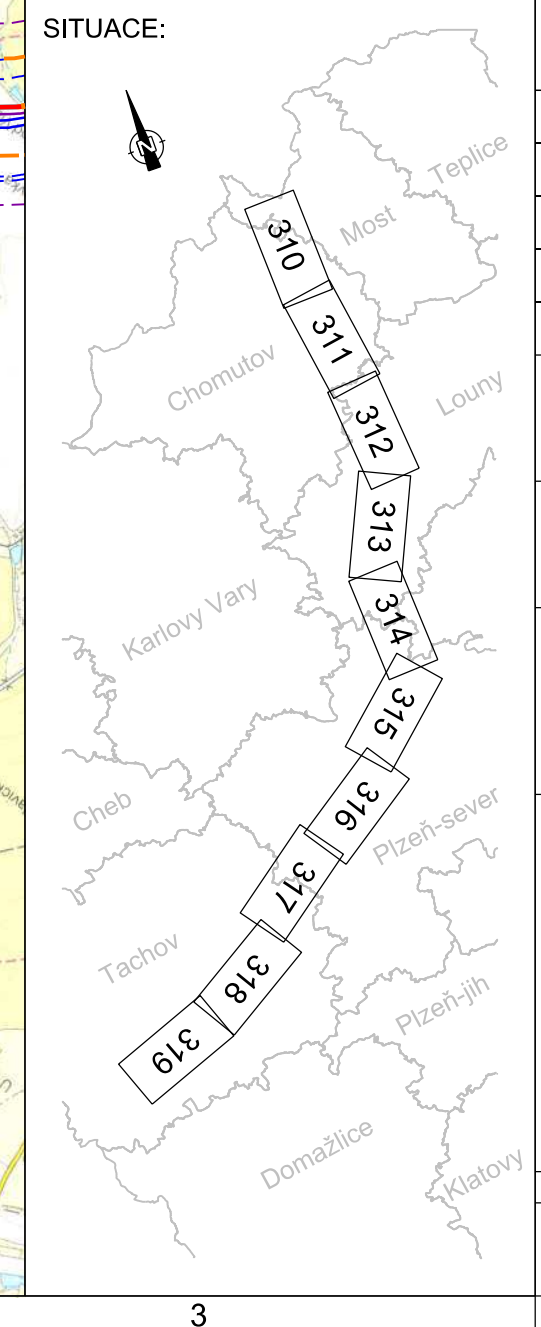 SITUACE:
N
Teplice
Most
310
311
Chomutov
Louny
312
313
Karlovy Vary
314
315
Cheb
316
Plzeň-sever
317
Tachov
318
Plzeň-jih
319
Domažlice
Klatovy
3